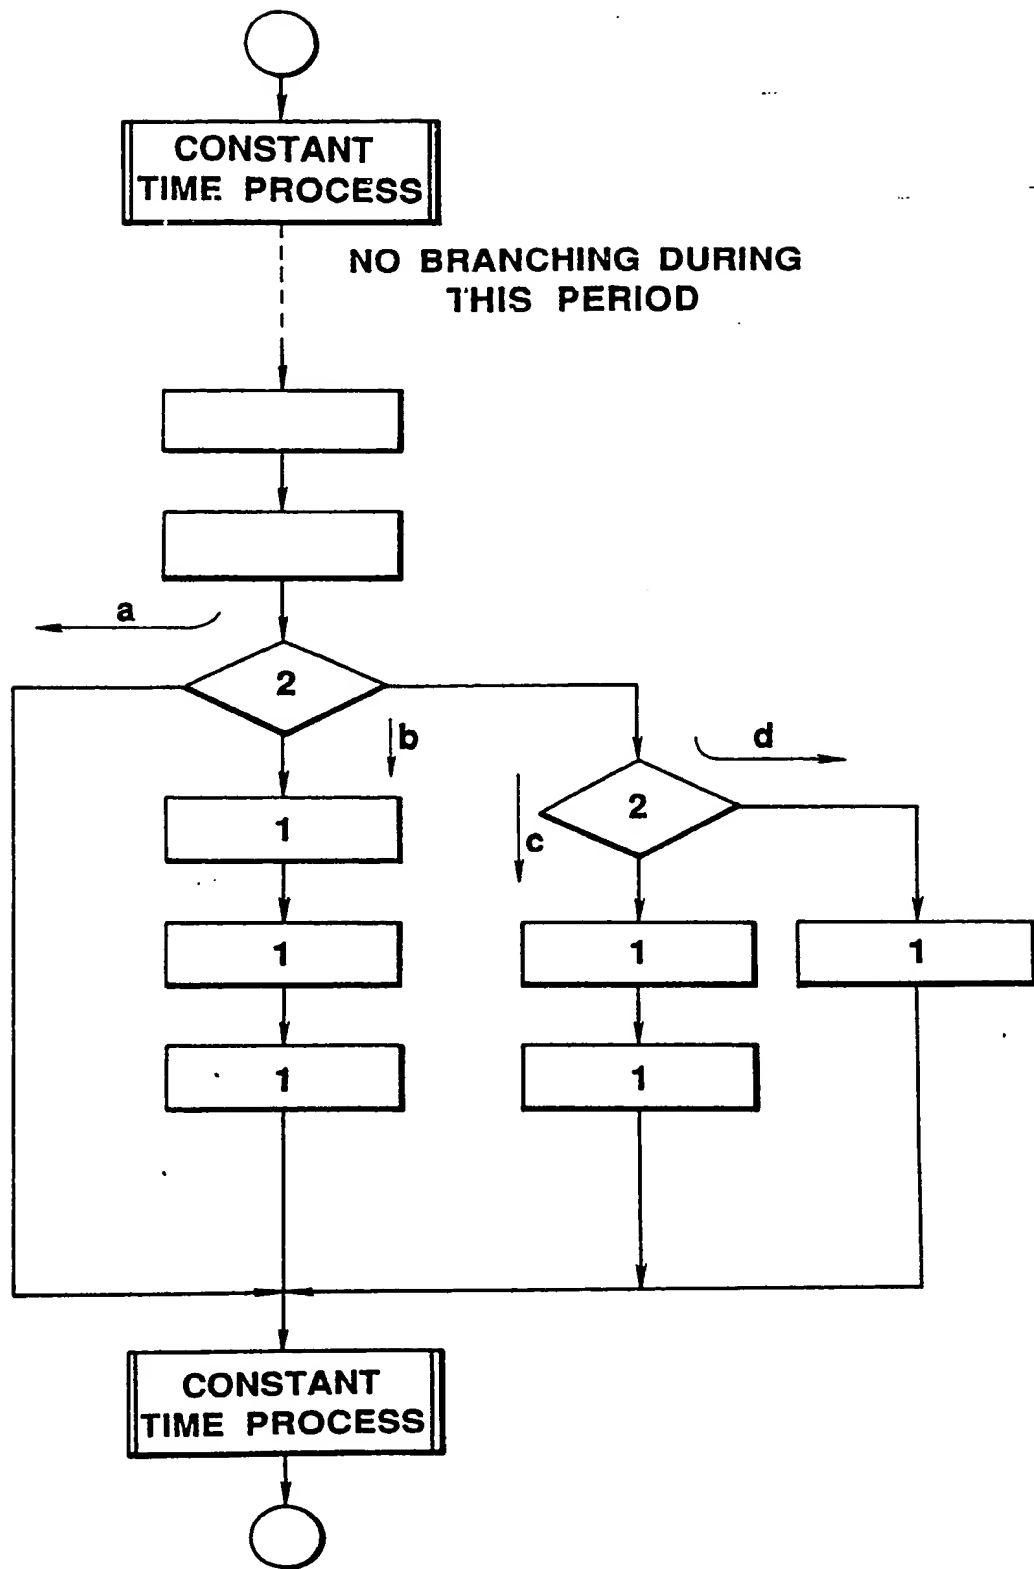 CONSTANT
TIME PROCESS
NO BRANCHING DURING
THIS PERIOD
a
2
b
d
2
c
1
1
1
1
1
1
CONSTANT
TIME PROCESS